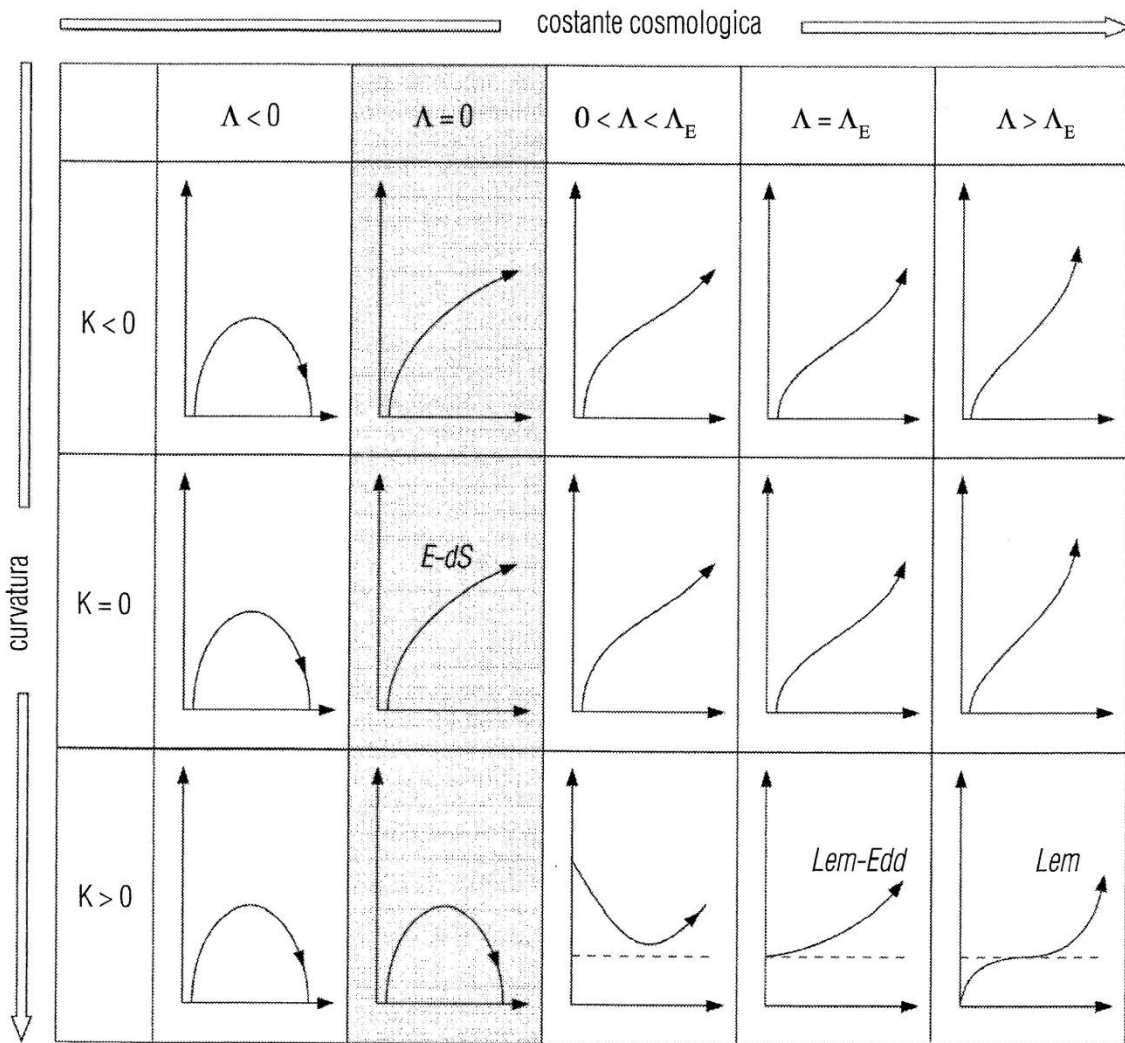 costante cosmologica
Λ < 0
Λ = 0
0 < Λ < Λ_E
Λ = Λ_E
Λ > Λ_E
curvatura
K < 0
K = 0
E-dS
K > 0
Lem-Edd
Lem